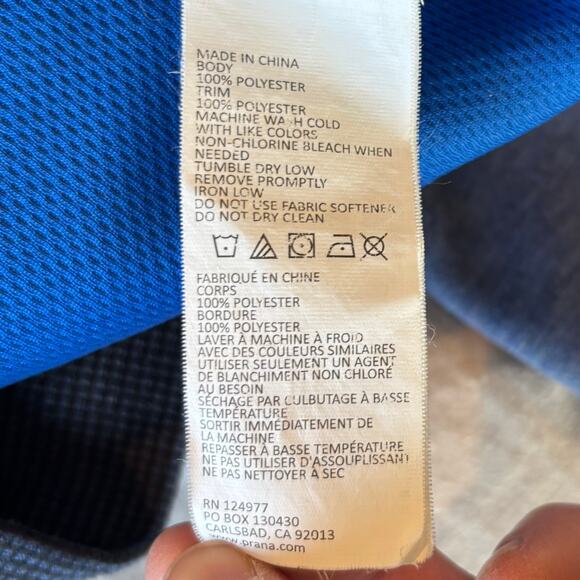 MADE IN CHINA
BODY
100% POLYESTER
TRIM
100% POLYESTER
MACHINE WASH COLD
WITH LIKE COLORS
NON-CHLORINE BLEACH WHEN
NEEDED
TUMBLE DRY LOW
REMOVE PROMPTLY
IRON LOW
DO NOT USE FABRIC SOFTENER
DO NOT DRY CLEAN
FABRIQUÉ EN CHINE
CORPS
100% POLYESTER
BORDURE
100% POLYESTER
LAVER À MACHINE À FROID
AVEC DES COULEURS SIMILAIRES
UTILISER SEULEMENT UN AGENT
DE BLANCHIMENT NON CHLORÉ
AU BESOIN
SÉCHAGE PAR CULBUTAGE À BASSE
TEMPÉRATURE
SORTIR IMMÉDIATEMENT DE
LA MACHINE
REPASSER À BASSE TEMPÉRATURE
NE PAS UTILISER D'ASSOUPLISSANT
NE PAS NETTOYER À SEC
RN 124977
PO BOX 130430
CARLSBAD, CA 92013
www.prana.com